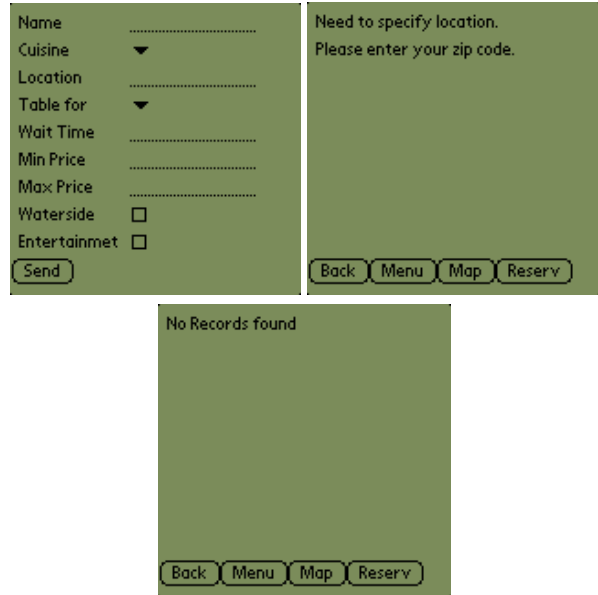 Name
Cuisine
Location
Table for
Wait Time
Min Price
Max Price
Waterside
Entertainmet
Send
Need to specify location.
Please enter your zip code.
Back Menu Map Reserv
No Records found
Back Menu Map Reserv